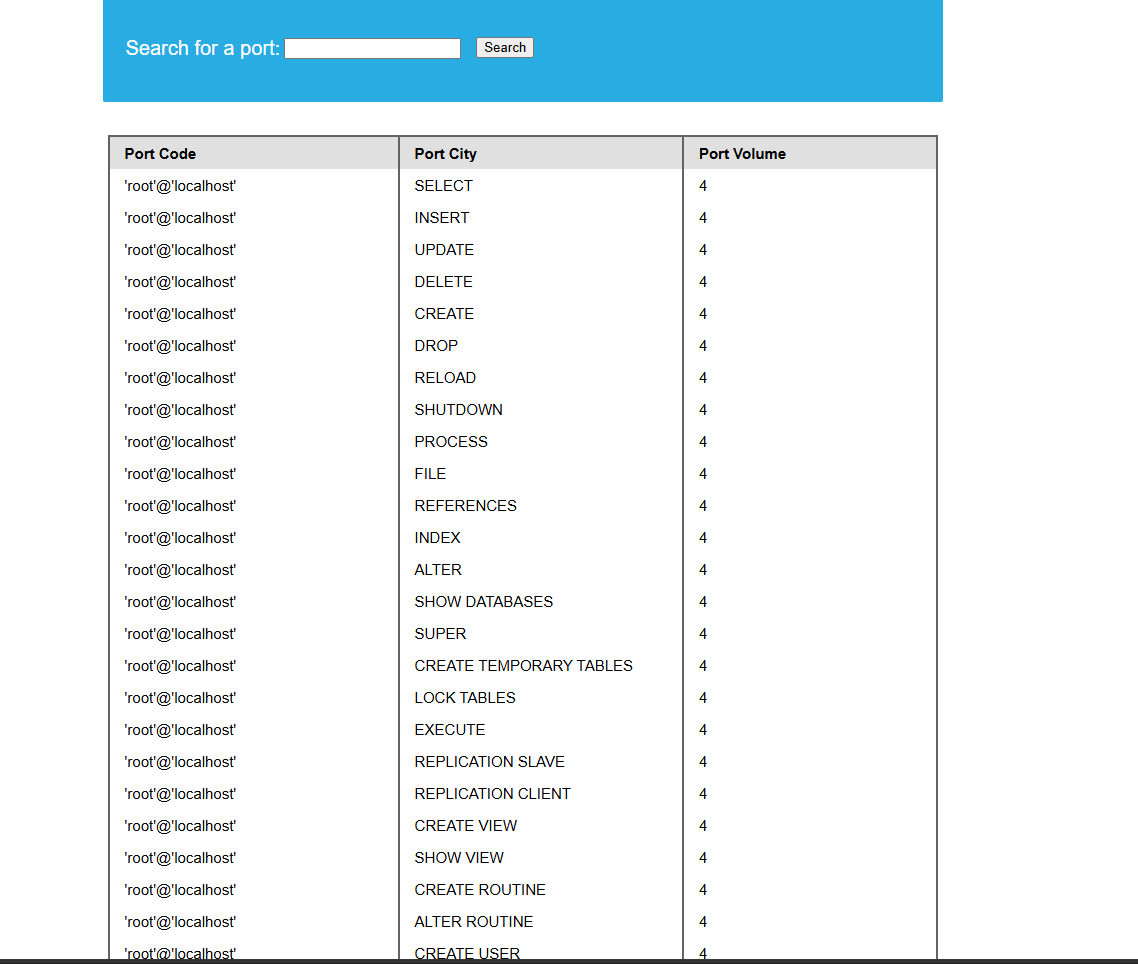 Search for a port: Search
Port Code Port City Port Volume
'root'@'localhost' SELECT 4
'root'@'localhost' INSERT 4
'root'@'localhost' UPDATE 4
'root'@'localhost' DELETE 4
'root'@'localhost' CREATE 4
'root'@'localhost' DROP 4
'root'@'localhost' RELOAD 4
'root'@'localhost' SHUTDOWN 4
'root'@'localhost' PROCESS 4
'root'@'localhost' FILE 4
'root'@'localhost' REFERENCES 4
'root'@'localhost' INDEX 4
'root'@'localhost' ALTER 4
'root'@'localhost' SHOW DATABASES 4
'root'@'localhost' SUPER 4
'root'@'localhost' CREATE TEMPORARY TABLES 4
'root'@'localhost' LOCK TABLES 4
'root'@'localhost' EXECUTE 4
'root'@'localhost' REPLICATION SLAVE 4
'root'@'localhost' REPLICATION CLIENT 4
'root'@'localhost' CREATE VIEW 4
'root'@'localhost' SHOW VIEW 4
'root'@'localhost' CREATE ROUTINE 4
'root'@'localhost' ALTER ROUTINE 4
'root'@'localhost' CREATE USER 4